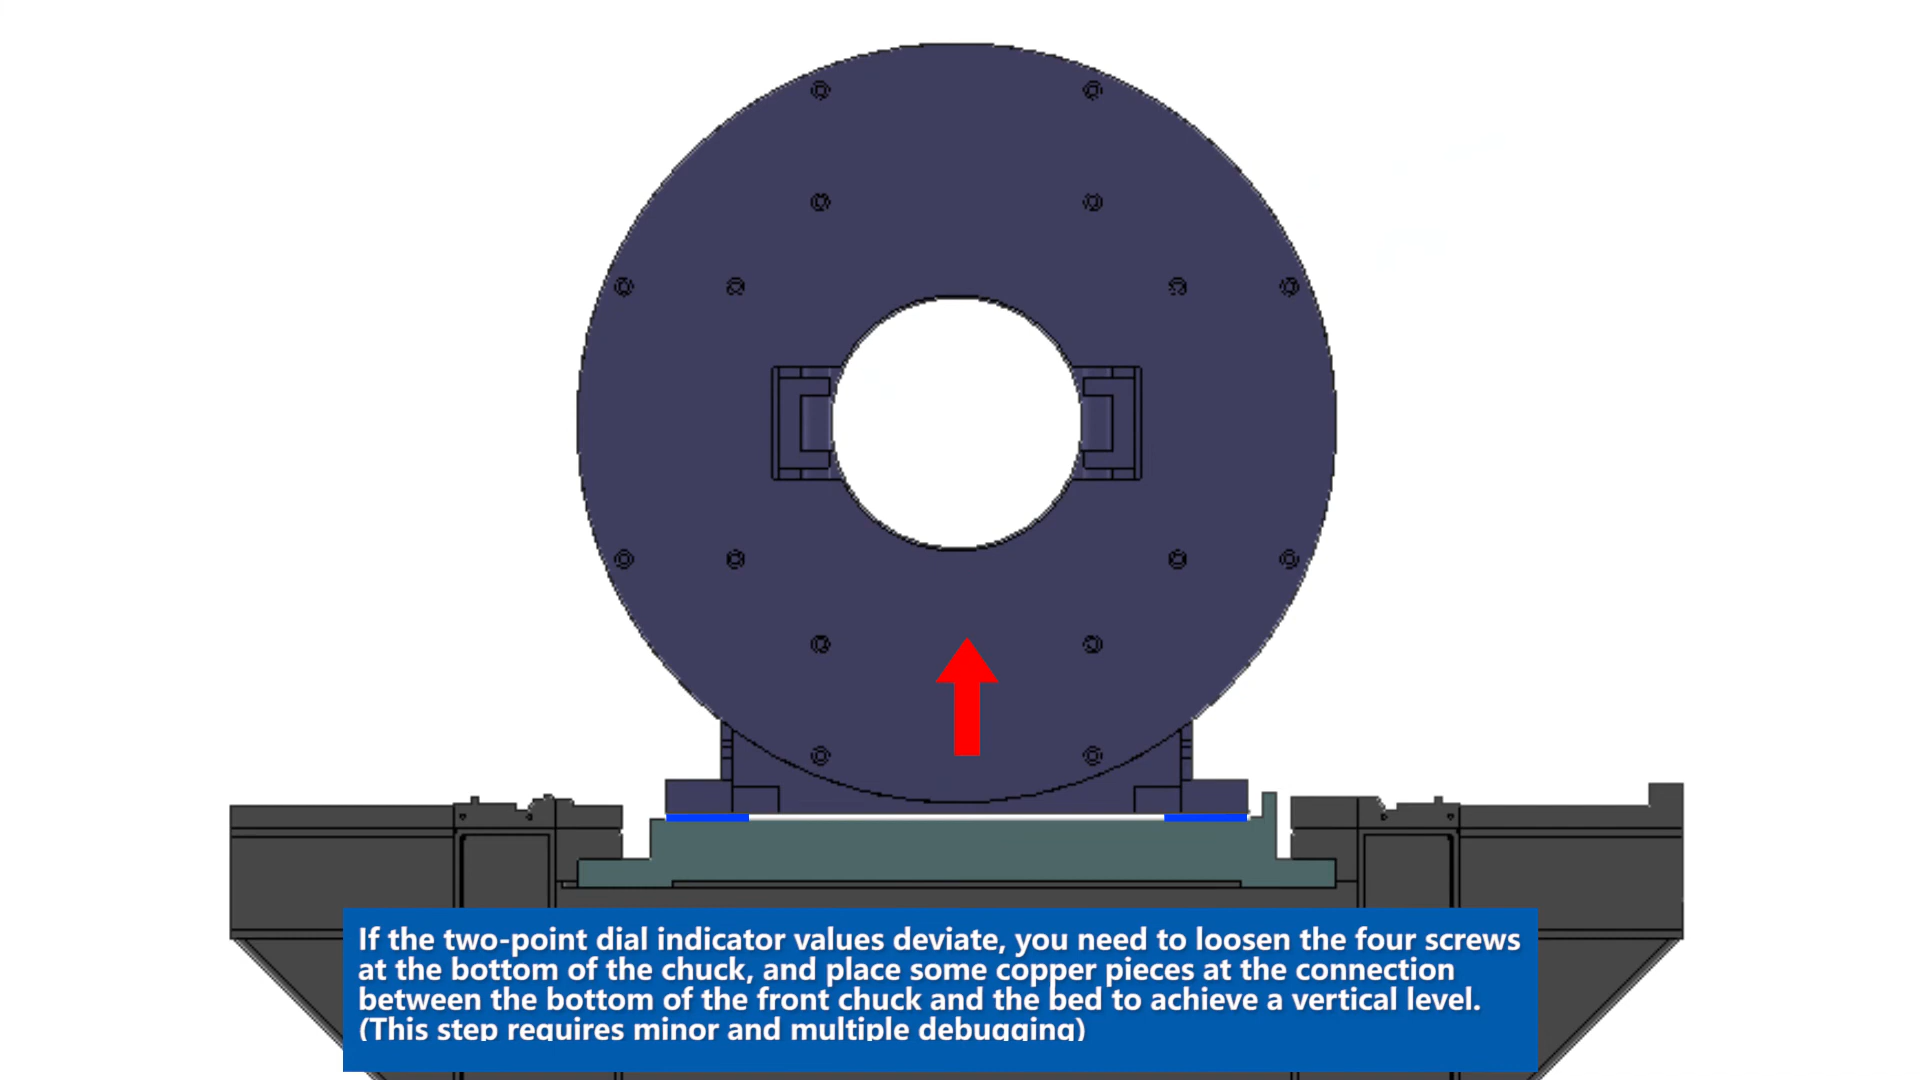 If the two-point dial indicator values deviate, you need to loosen the four screws
at the bottom of the chuck, and place some copper pieces at the connection
between the bottom of the front chuck and the bed to achieve a vertical level.
(This step requires minor and multiple debugging)